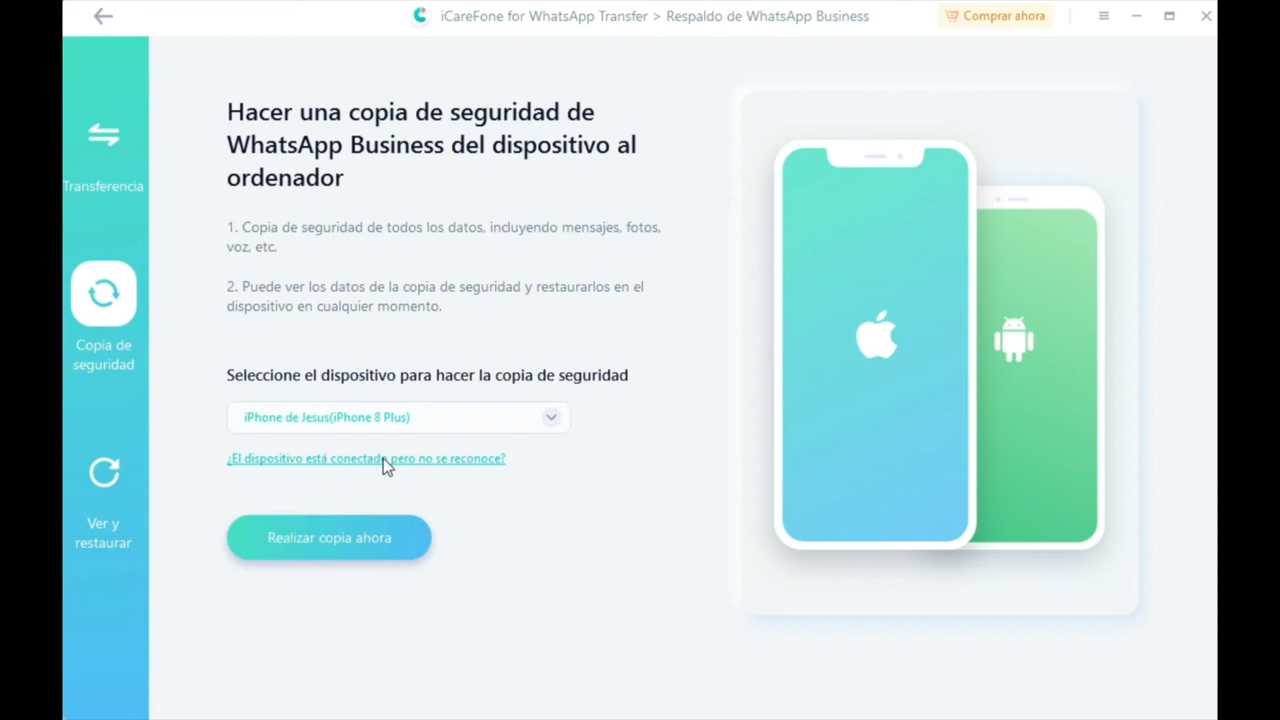 iCareFone for WhatsApp Transfer > Respaldo de WhatsApp Business
Comprar ahora
Transferencia
Copia de
seguridad
Ver y
restaurar
Hacer una copia de seguridad de
WhatsApp Business del dispositivo al
ordenador
1. Copia de seguridad de todos los datos, incluyendo mensajes, fotos,
voz, etc.
2. Puede ver los datos de la copia de seguridad y restaurarlos en el
dispositivo en cualquier momento.
Seleccione el dispositivo para hacer la copia de seguridad
iPhone de Jesus(iPhone 8 Plus)
¿El dispositivo está conectado pero no se reconoce?
Realizar copia ahora